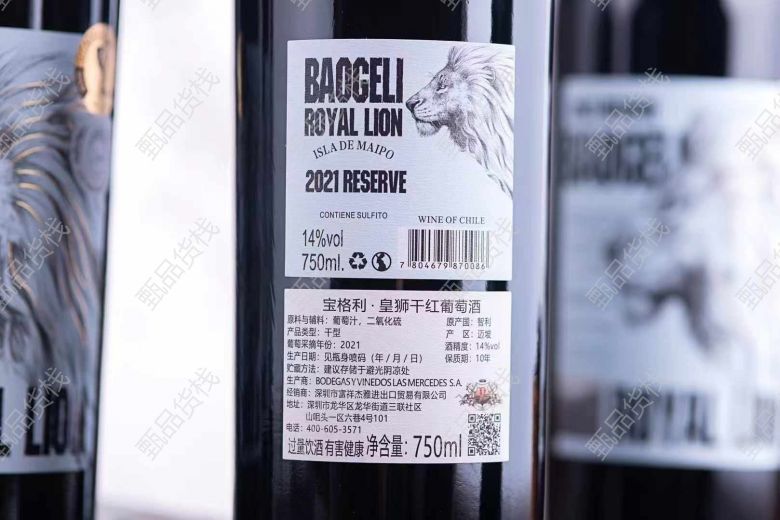 BAOGELI
ROYAL LION
ISLA DE MAIPO
2021 RESERVE
CONTIENE SULFITO
WINE OF CHILE
14%vol
750ml.
7 804679 870086
宝格利·皇狮干红葡萄酒
原料与辅料：葡萄汁，二氧化硫
原产国：智利
产品类型：干型
产 区：迈坡
葡萄采摘年份：2021
酒精度：14%vol
生产日期：见瓶身喷码（年/月/日）
保质期：10年
贮藏方法：建议存储于避光阴凉处
生产商：BODEGAS Y VINEDOS LAS MERCEDES S.A.
经销商：深圳市富祥杰雅进出口贸易有限公司
地址：深圳市龙华区龙华街道三联社区
山咀头一区六巷4号101
电话：400-605-3571
过量饮酒 有害健康 净含量：750ml
AL LION
ROYAL
甄品货栈